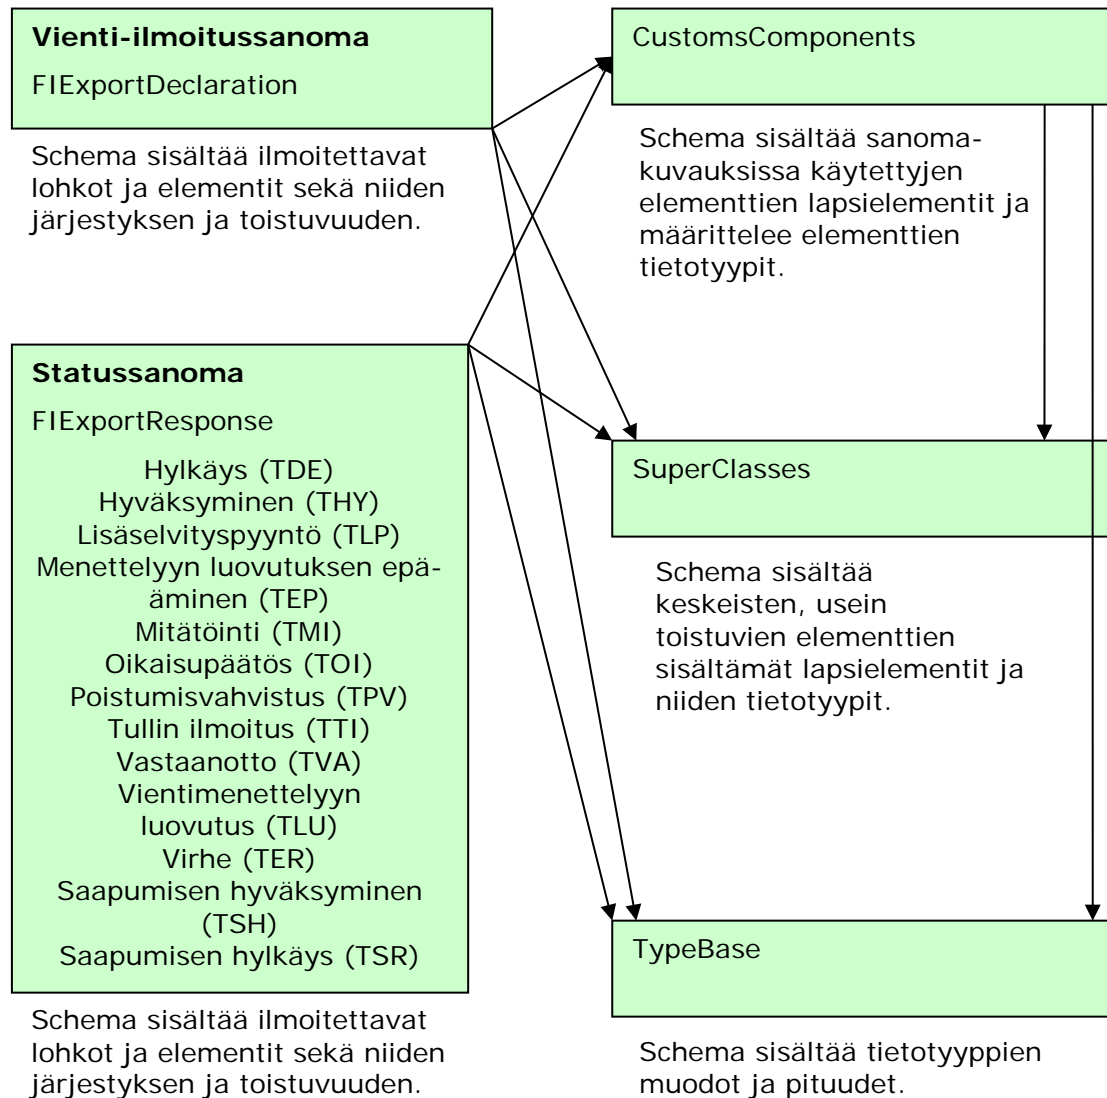 Vienti-ilmoitussanoma
FIExportDeclaration
Schema sisältää ilmoitettavat
lohkot ja elementit sekä niiden
järjestyksen ja toistuvuuden.
Statussanoma
FIExportResponse
Hylkäys (TDE)
Hyväksyminen (THY)
Lisäselvityspyyntö (TLP)
Menettelyyn luovutuksen epä-
äminen (TEP)
Mitätöinti (TMI)
Oikaisupäätös (TOI)
Poistumisvahvistus (TPV)
Tullin ilmoitus (TTI)
Vastaanotto (TVA)
Vientimenettelyyn
luovutus (TLU)
Virhe (TER)
Saapumisen hyväksyminen
(TSH)
Saapumisen hylkäys (TSR)
Schema sisältää ilmoitettavat
lohkot ja elementit sekä niiden
järjestyksen ja toistuvuuden.
CustomsComponents
Schema sisältää sanoma-
kuvauksissa käytettyjen
elementtien lapsielementit ja
määrittelee elementtien
tietotyypit.
SuperClasses
Schema sisältää
keskeisten, usein
toistuvien elementtien
sisältämät lapsielementit ja
niiden tietotyypit.
TypeBase
Schema sisältää tietotyyppien
muodot ja pituudet.